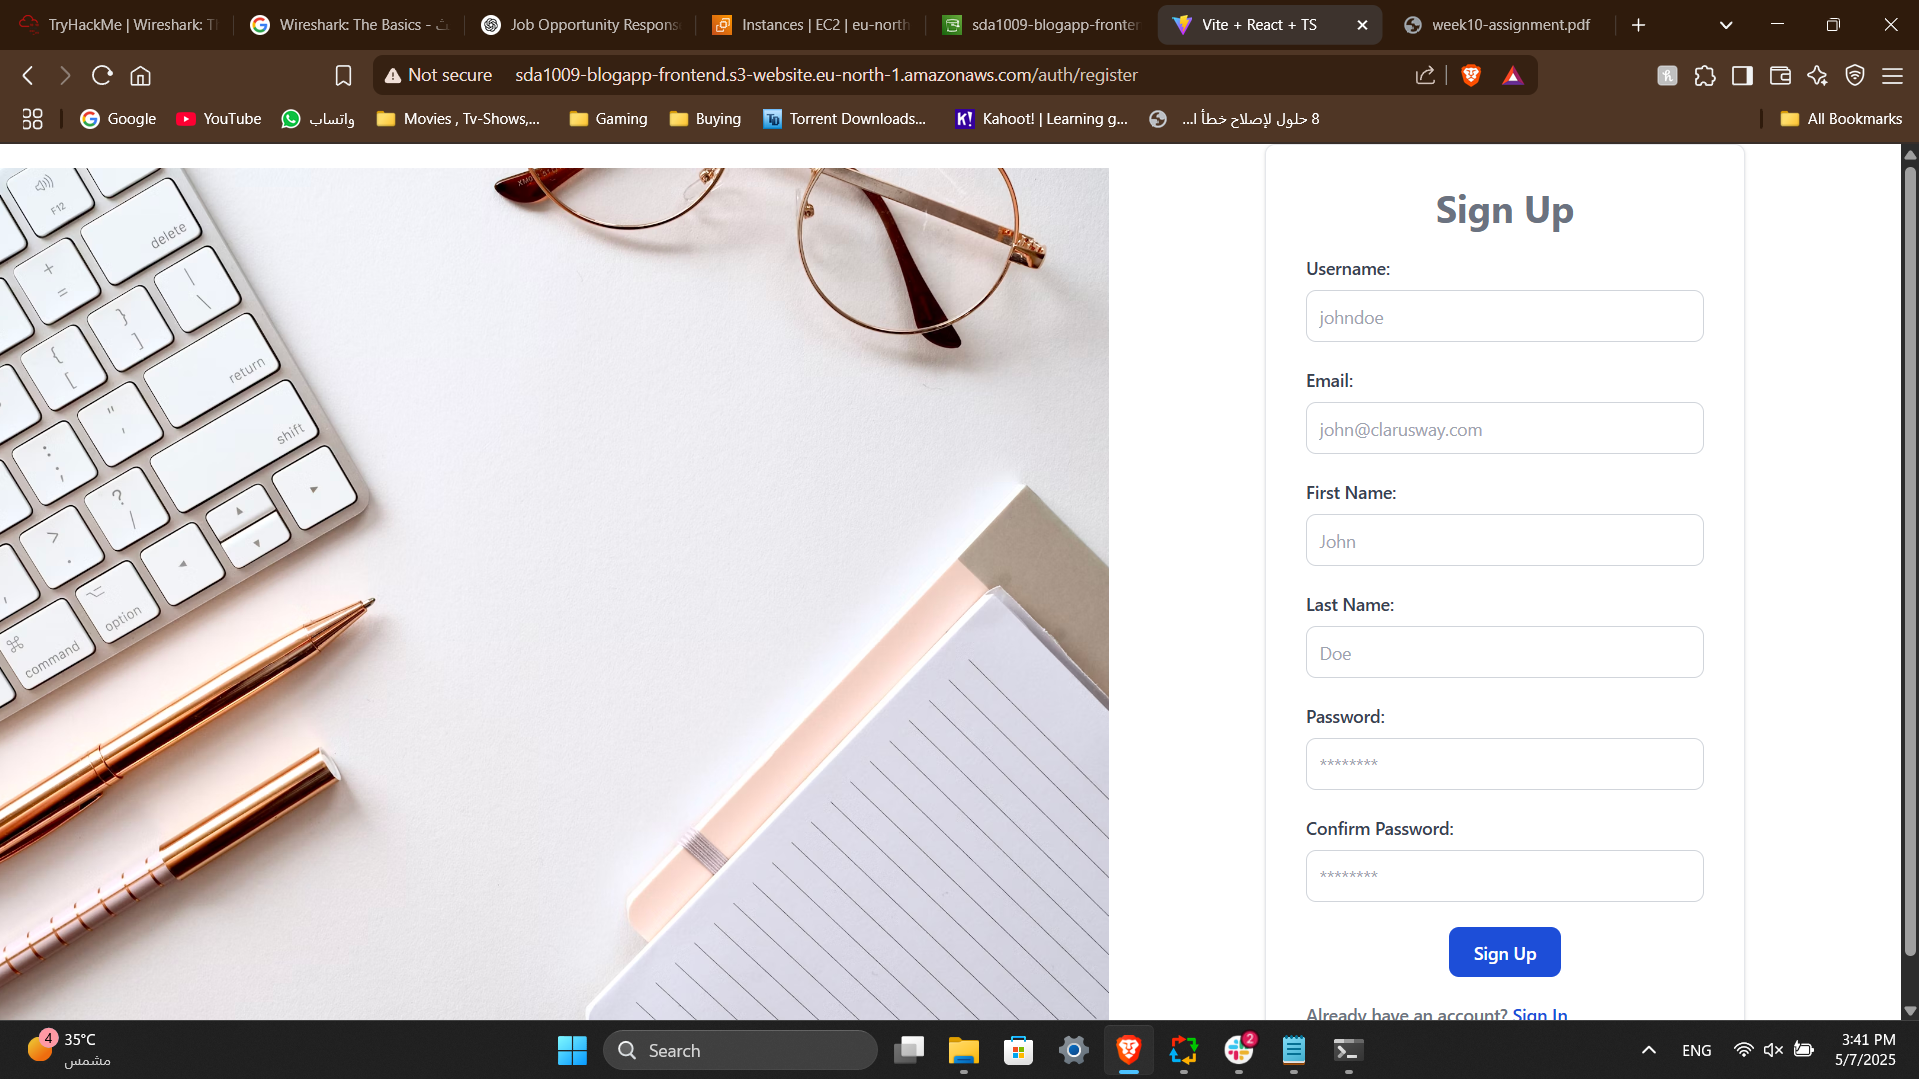 TryHackMe | Wireshark: Th
Wireshark: The Basics - ث
Job Opportunity Respons
Instances | EC2 | eu-north
sda1009-blogapp-fronter
Vite + React + TS
week10-assignment.pdf
Not secure
sda1009-blogapp-frontend.s3-website.eu-north-1.amazonaws.com/auth/register
Google
YouTube
واتساب
Movies , Tv-Shows,...
Gaming
Buying
Torrent Downloads...
Kahoot! | Learning g...
8 حلول لإصلاح خطأ ا...
All Bookmarks
F12
delete
return
shift
option
command
Sign Up
Username:
johndoe
Email:
john@clarusway.com
First Name:
John
Last Name:
Doe
Password:
********
Confirm Password:
********
Sign Up
Already have an account? Sign In
4
35°C
مشمس
Search
2
ENG
3:41 PM
5/7/2025